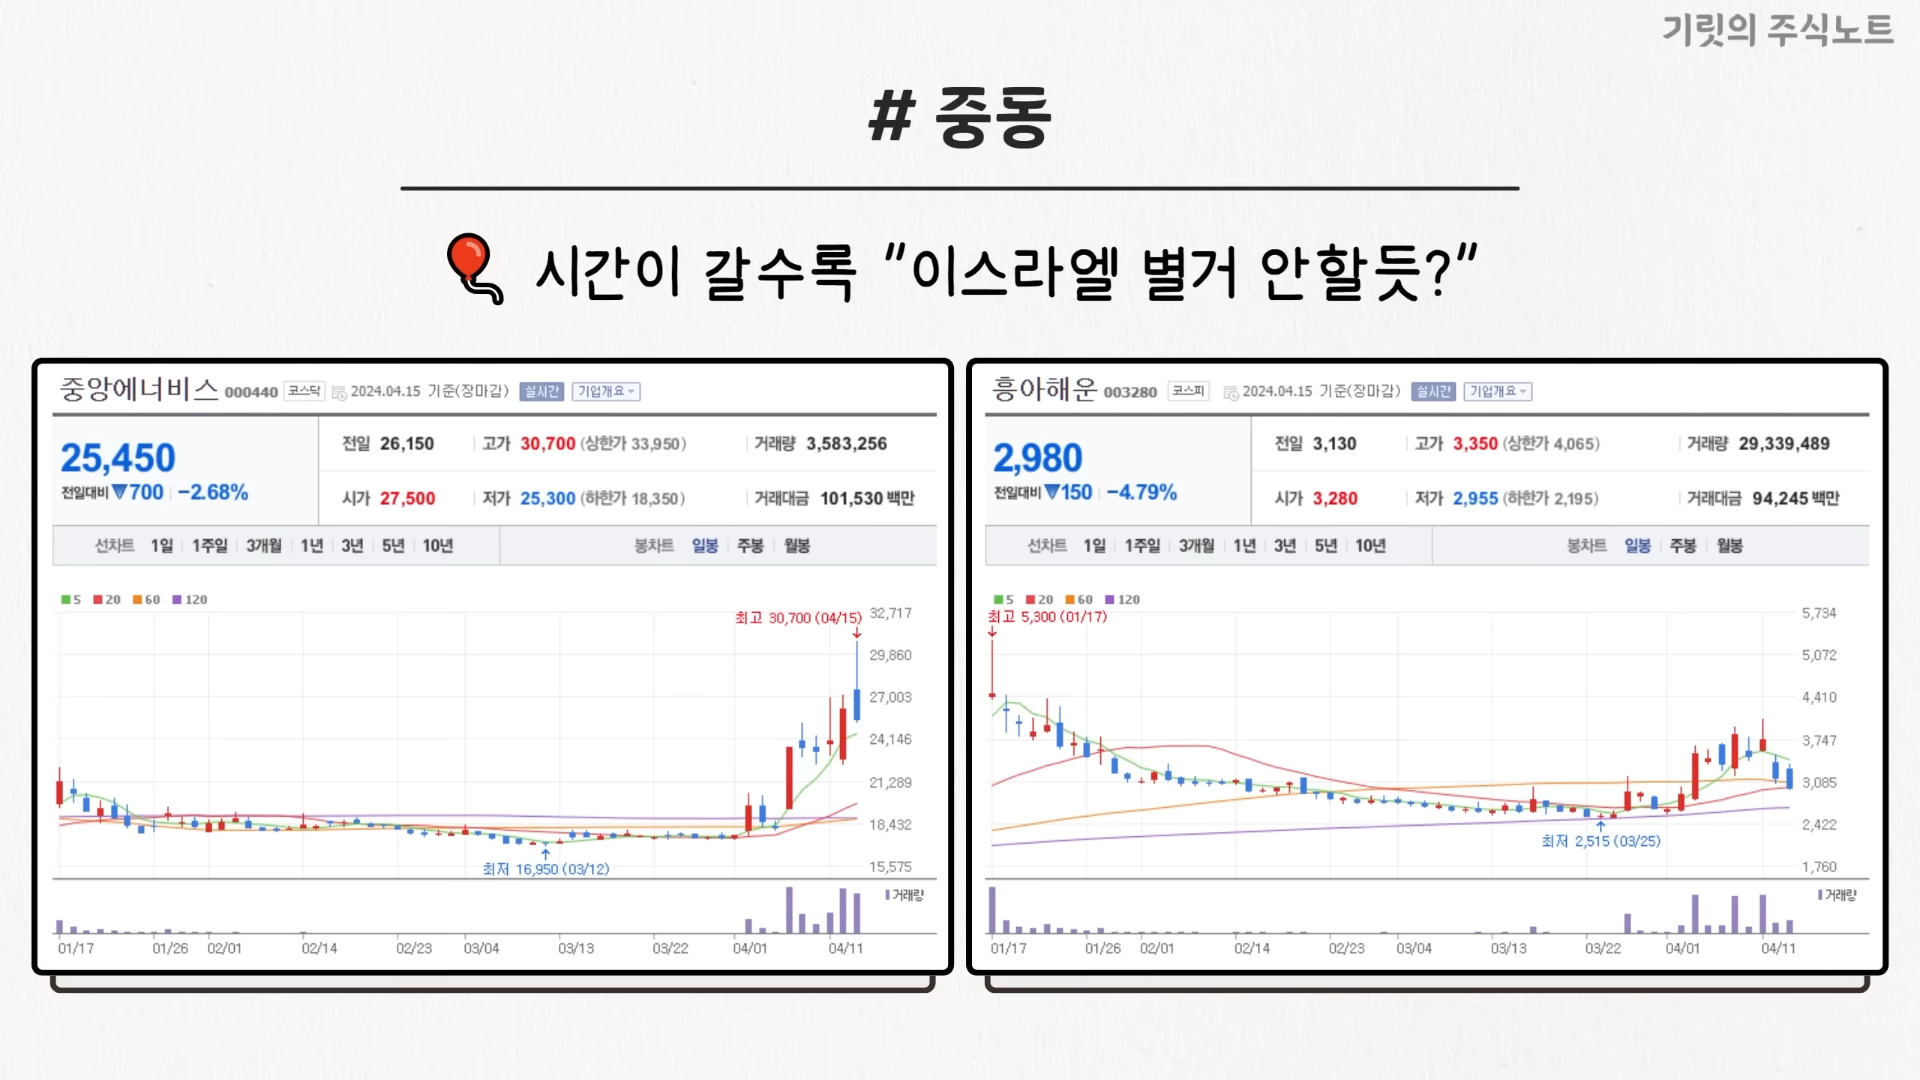 기릿의 주식노트
# 중동
시간이 갈수록 "이스라엘 별거 안할듯?"
중앙에너비스 000440 코스닥 2024.04.15 기준(장마감) 실시간 기업개요
25,450
전일대비 ▼700 -2.68%
전일 26,150 고가 30,700 (상한가 33,950) 거래량 3,583,256
시가 27,500 저가 25,300 (하한가 18,350) 거래대금 101,530 백만
선차트 1일 1주일 3개월 1년 3년 5년 10년 봉차트 일봉 주봉 월봉
5 20 60 120
최고 30,700 (04/15)
32,717
29,860
27,003
24,146
21,289
18,432
15,575
최저 16,950 (03/12)
거래량
01/17 01/26 02/01 02/14 02/23 03/04 03/13 03/22 04/01 04/11
흥아해운 003280 코스피 2024.04.15 기준(장마감) 실시간 기업개요
2,980
전일대비 ▼150 -4.79%
전일 3,130 고가 3,350 (상한가 4,065) 거래량 29,339,489
시가 3,280 저가 2,955 (하한가 2,195) 거래대금 94,245 백만
선차트 1일 1주일 3개월 1년 3년 5년 10년 봉차트 일봉 주봉 월봉
5 20 60 120
최고 5,300 (01/17)
5,734
5,072
4,410
3,747
3,085
2,422
1,760
최저 2,515 (03/25)
거래량
01/17 01/26 02/01 02/14 02/23 03/04 03/13 03/22 04/01 04/11